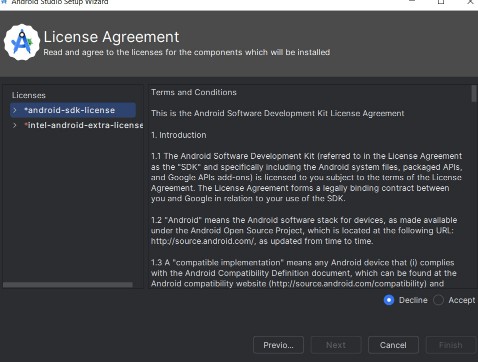 Android Studio Setup Wizard
License Agreement
Read and agree to the licenses for the components which will be installed
Licenses
*android-sdk-license
*intel-android-extra-license
Terms and Conditions
This is the Android Software Development Kit License Agreement
1. Introduction
1.1 The Android Software Development Kit (referred to in the License Agreement
as the "SDK" and specifically including the Android system files, packaged APIs,
and Google APIs add-ons) is licensed to you subject to the terms of the License
Agreement. The License Agreement forms a legally binding contract between
you and Google in relation to your use of the SDK.
1.2 "Android" means the Android software stack for devices, as made available
under the Android Open Source Project, which is located at the following URL:
http://source.android.com/, as updated from time to time.
1.3 A "compatible implementation" means any Android device that (i) complies
with the Android Compatibility Definition document, which can be found at the
Android compatibility website (http://source.android.com/compatibility) and
Decline Accept
Previo... Next Cancel Finish